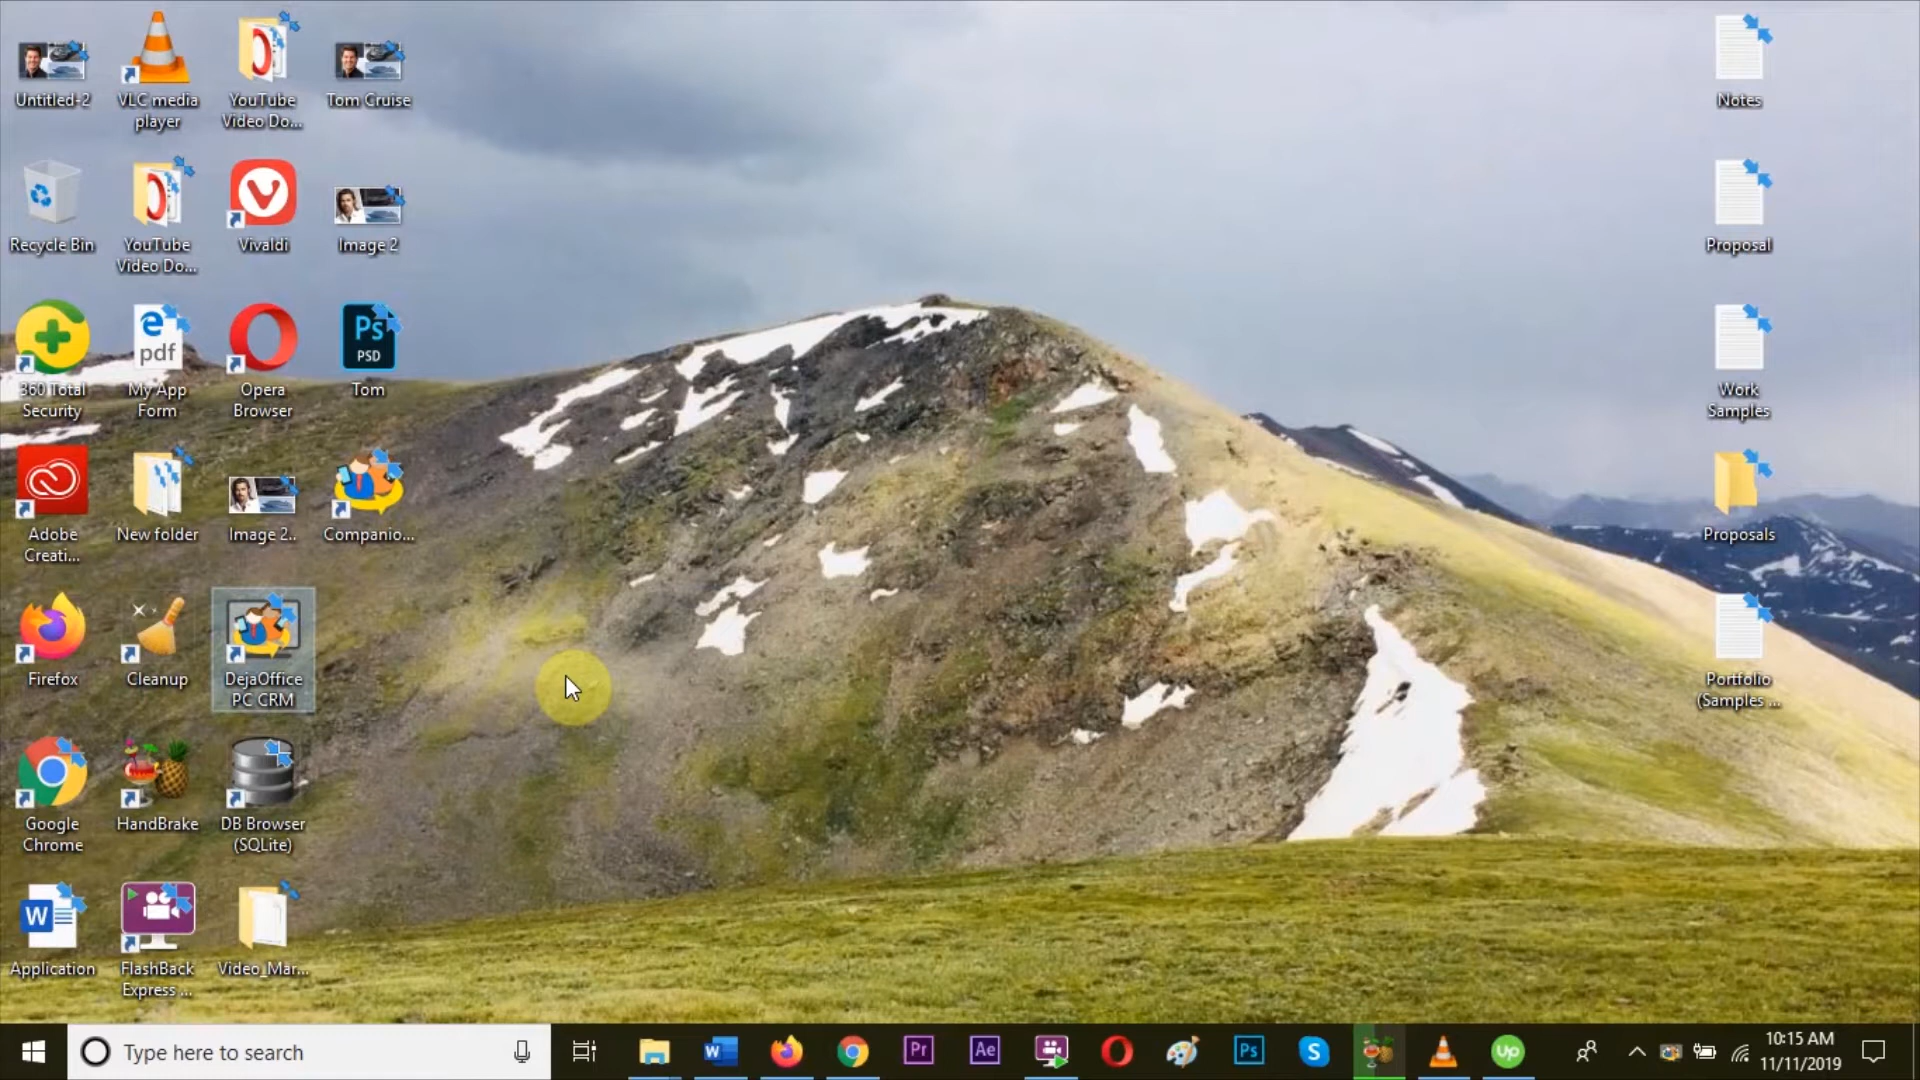 Untitled-2
VLC media
player
YouTube
Video Do...
Tom Cruise
Notes
Recycle Bin
YouTube
Video Do...
Vivaldi
Image 2
Proposal
360 Total
Security
pdf
My App
Form
Opera
Browser
Ps
PSD
Tom
Work
Samples
Adobe
Creati...
New folder
Image 2..
Companio...
Proposals
Firefox
Cleanup
DejaOffice
PC CRM
Portfolio
(Samples ...
Google
Chrome
HandBrake
DB Browser
(SQLite)
W
Application
FlashBack
Express ...
Video_Mar...
Type here to search
W
Pr
Ae
Ps
S
Up
10:15 AM
11/11/2019